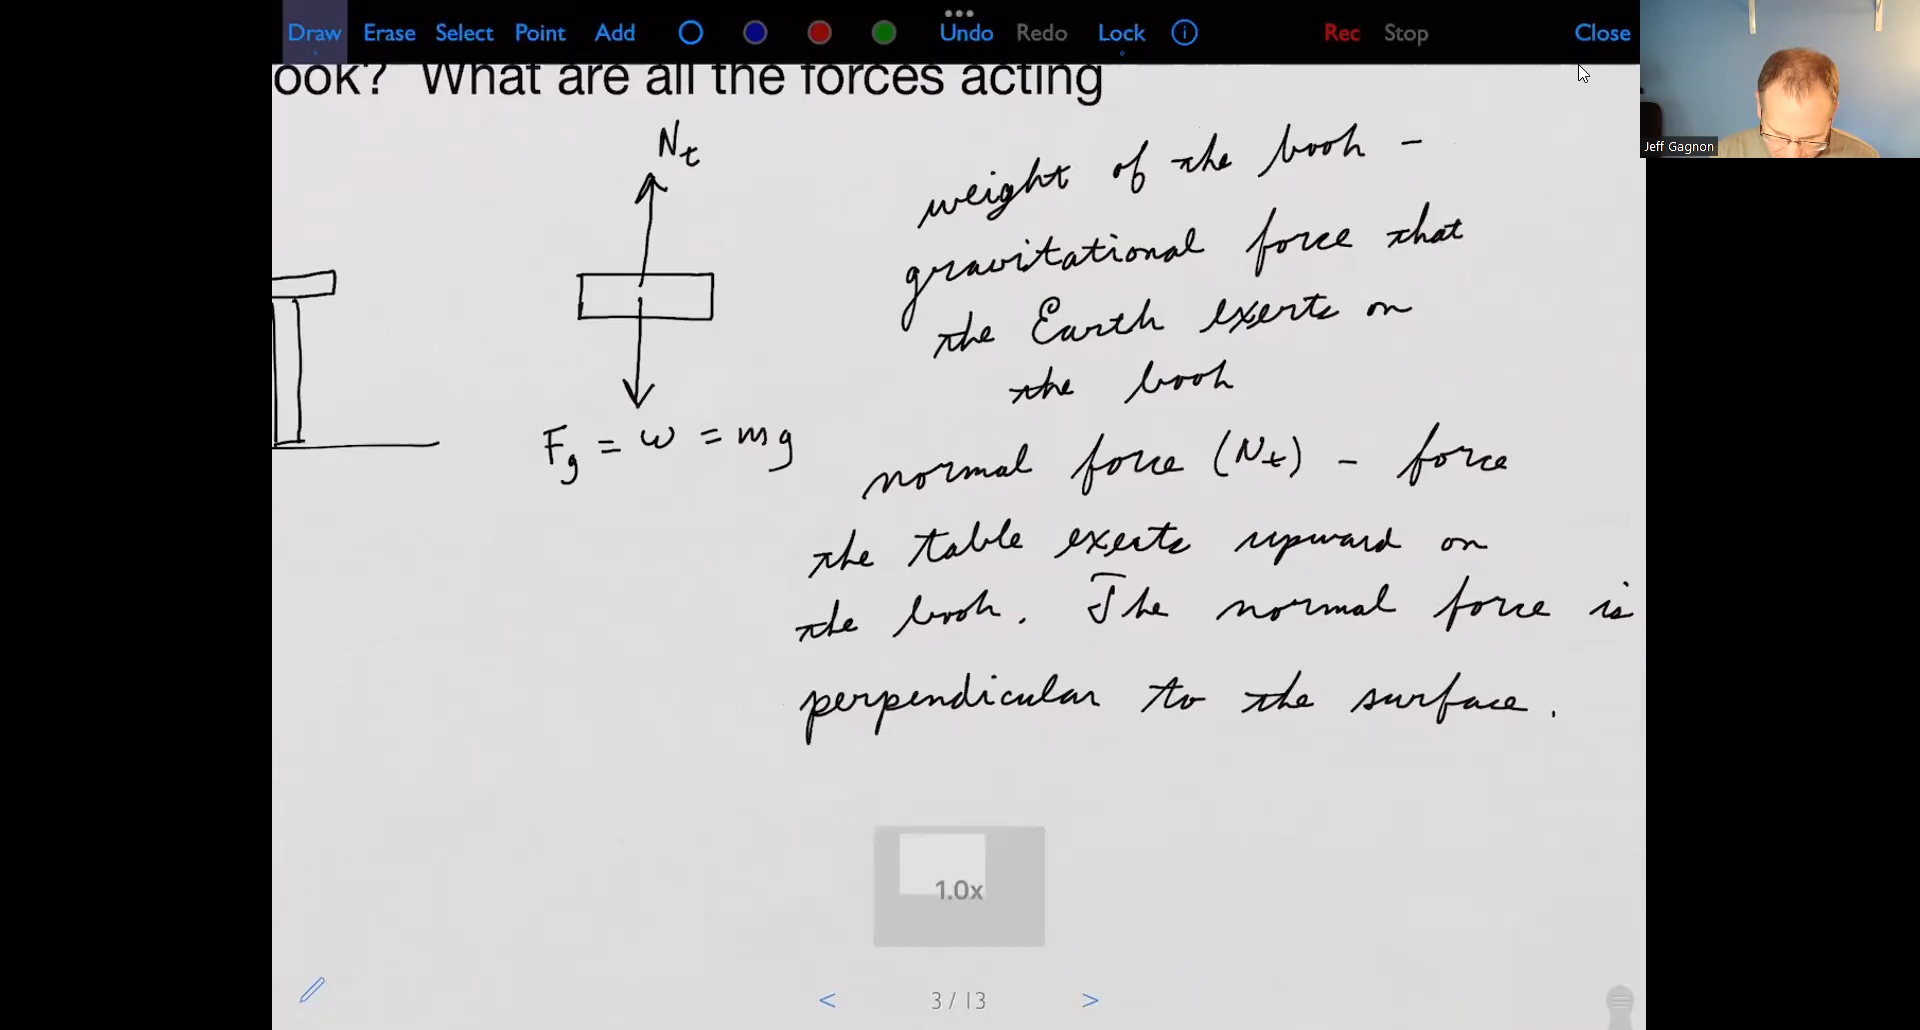 Draw Erase Select Point Add Undo Redo Lock Rec Stop Close
Jeff Gagnon
ook? What are all the forces acting
Nt
weight of the book -
gravitational force that
the Earth exerts on
the book
Fg = w = mg
normal force (Nt) - force
the table exerts upward on
the book. The normal force is
perpendicular to the surface.
1.0x
< 3 / 13 >